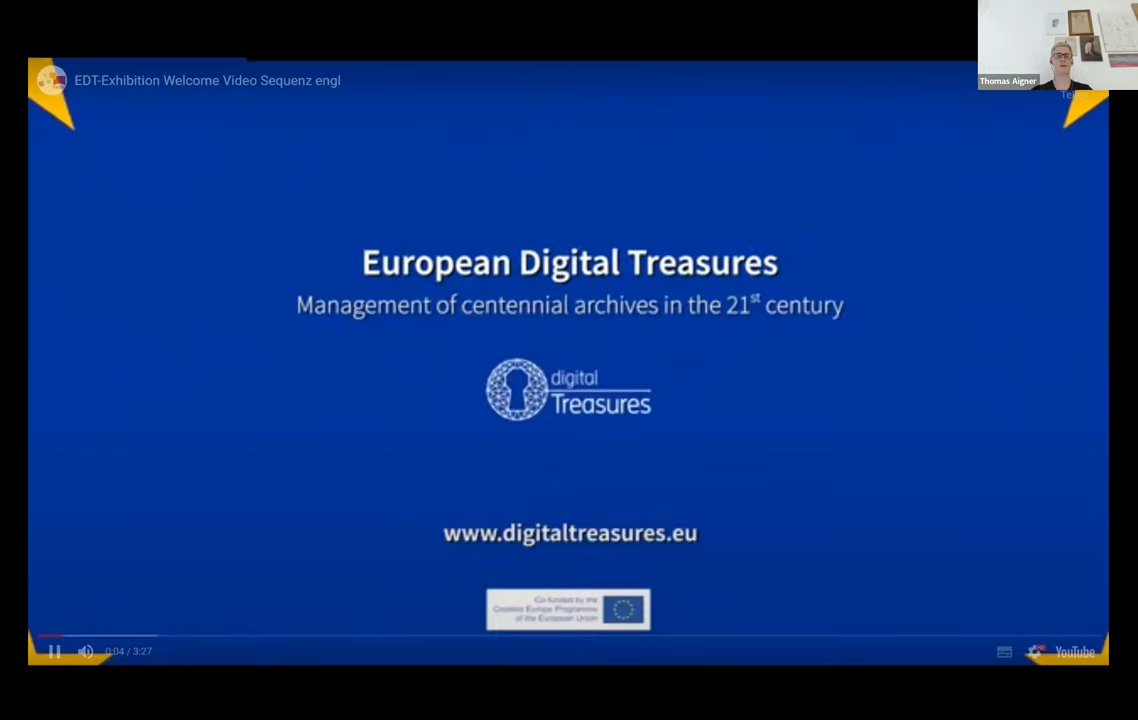 EDT-Exhibition Welcome Video Sequenz engl
Thomas Aigner
Teilen
European Digital Treasures
Management of centennial archives in the 21st century
digital
Treasures
www.digitaltreasures.eu
Co-funded by the
Creative Europe Programme
of the European Union
0:04 / 3:27
YouTube